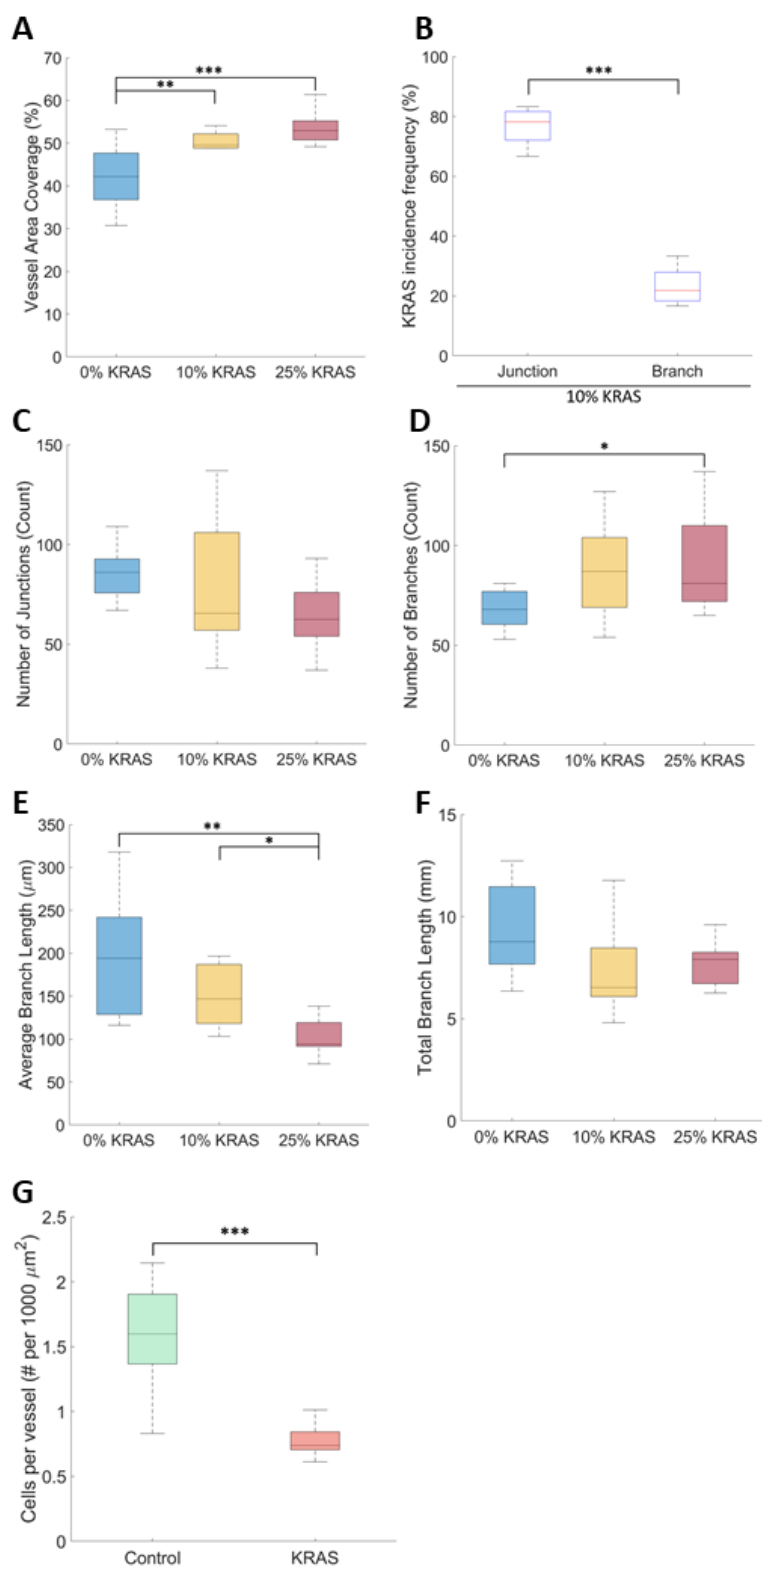 A
Vessel Area Coverage (%)
70
60
50
40
30
20
10
0
***
**
0% KRAS 10% KRAS 25% KRAS
B
KRAS incidence frequency (%)
100
80
60
40
20
0
***
Junction Branch
10% KRAS
C
Number of Junctions (Count)
150
100
50
0
0% KRAS 10% KRAS 25% KRAS
D
Number of Branches (Count)
150
100
50
0
*
0% KRAS 10% KRAS 25% KRAS
E
Average Branch Length (μm)
350
300
250
200
150
100
50
0
**
*
0% KRAS 10% KRAS 25% KRAS
F
Total Branch Length (mm)
15
10
5
0
0% KRAS 10% KRAS 25% KRAS
G
Cells per vessel (# per 1000 μm²)
2.5
2
1.5
1
0.5
0
***
Control KRAS